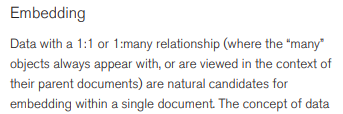 Embedding
Data with a 1:1 or 1:many relationship (where the “many”
objects always appear with, or are viewed in the context of
their parent documents) are natural candidates for
embedding within a single document. The concept of data